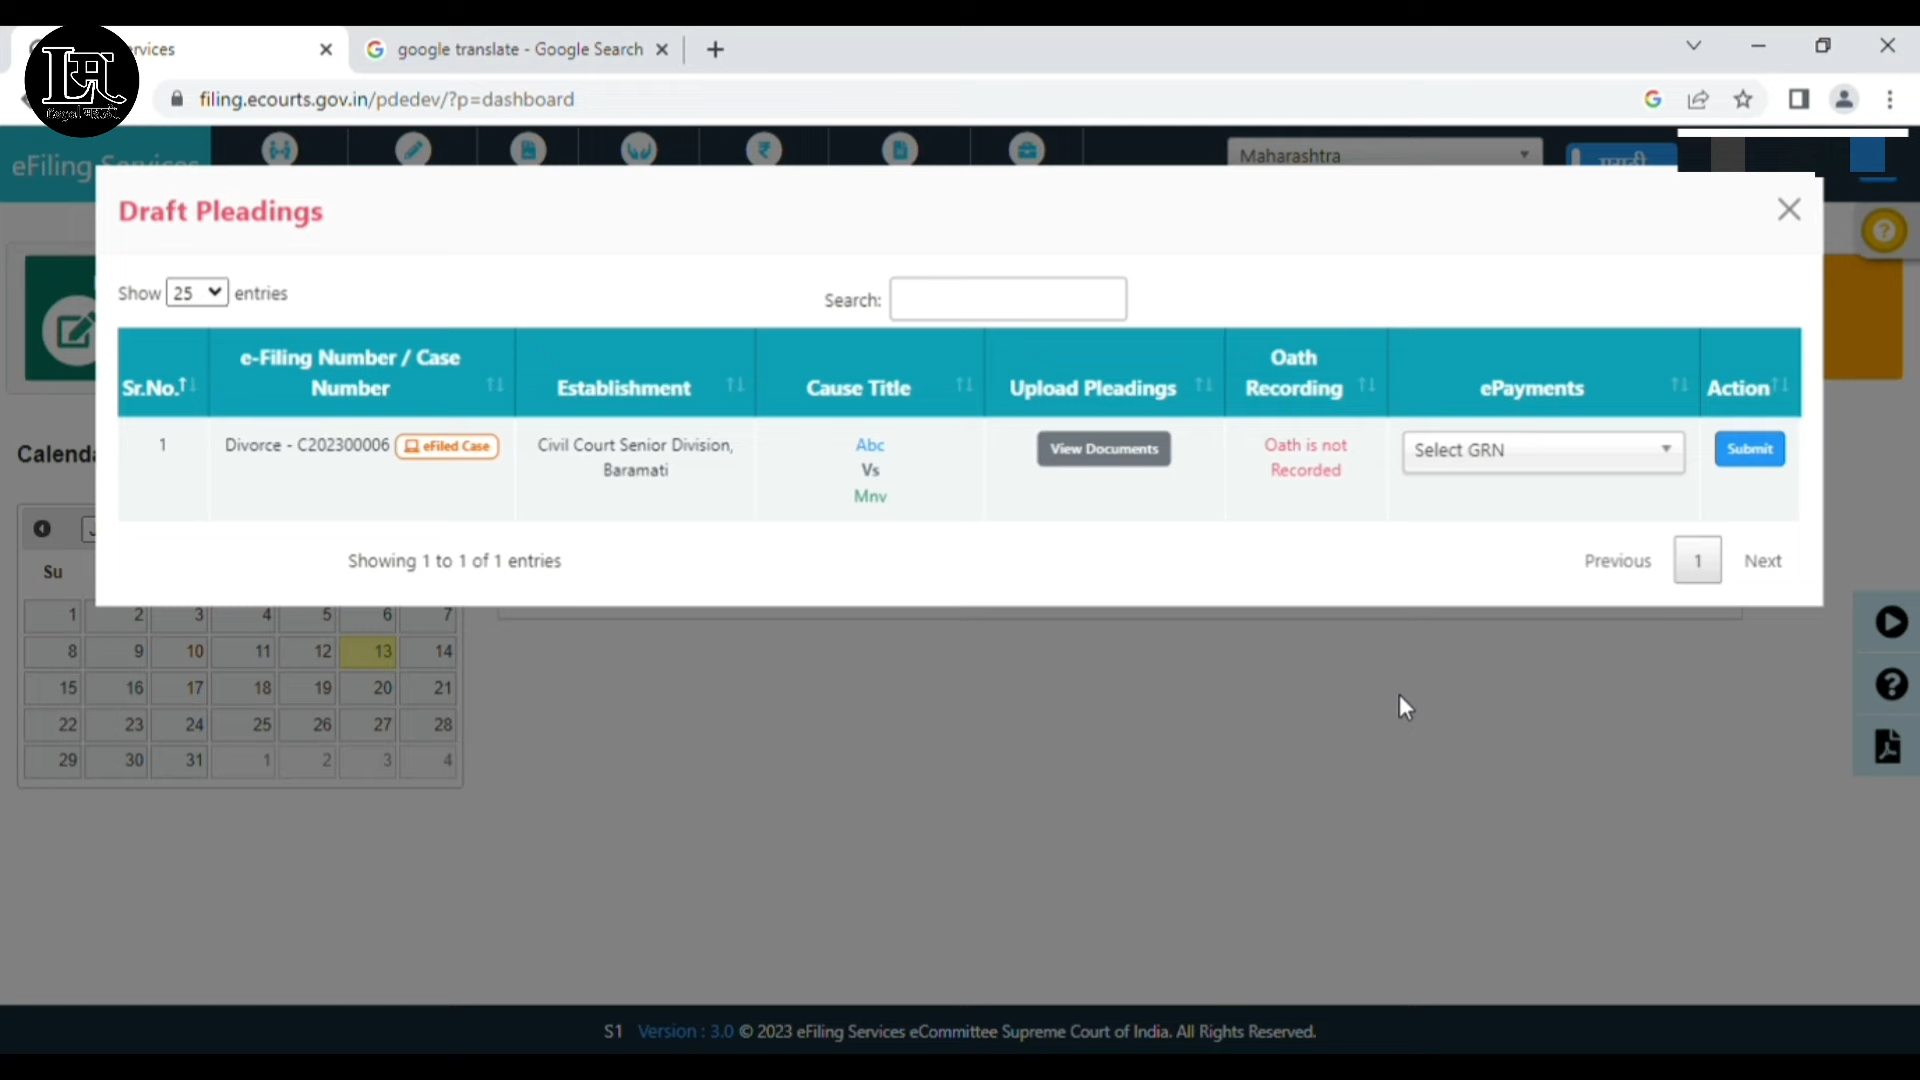 rvices
google translate - Google Search
filing.ecourts.gov.in/pdedev/?p=dashboard
LR
eFiling Services
Maharashtra
मराठी
Draft Pleadings
Show 25 entries
Search:
Sr.No.
e-Filing Number / Case Number
Establishment
Cause Title
Upload Pleadings
Oath Recording
ePayments
Action
1
Divorce - C202300006 eFiled Case
Civil Court Senior Division, Baramati
Abc
Vs
Mnv
View Documents
Oath is not Recorded
Select GRN
Submit
Showing 1 to 1 of 1 entries
Previous 1 Next
Su
1 2 3 4 5 6 7
8 9 10 11 12 13 14
15 16 17 18 19 20 21
22 23 24 25 26 27 28
29 30 31 1 2 3 4
S1 Version : 3.0 © 2023 eFiling Services eCommittee Supreme Court of India. All Rights Reserved.